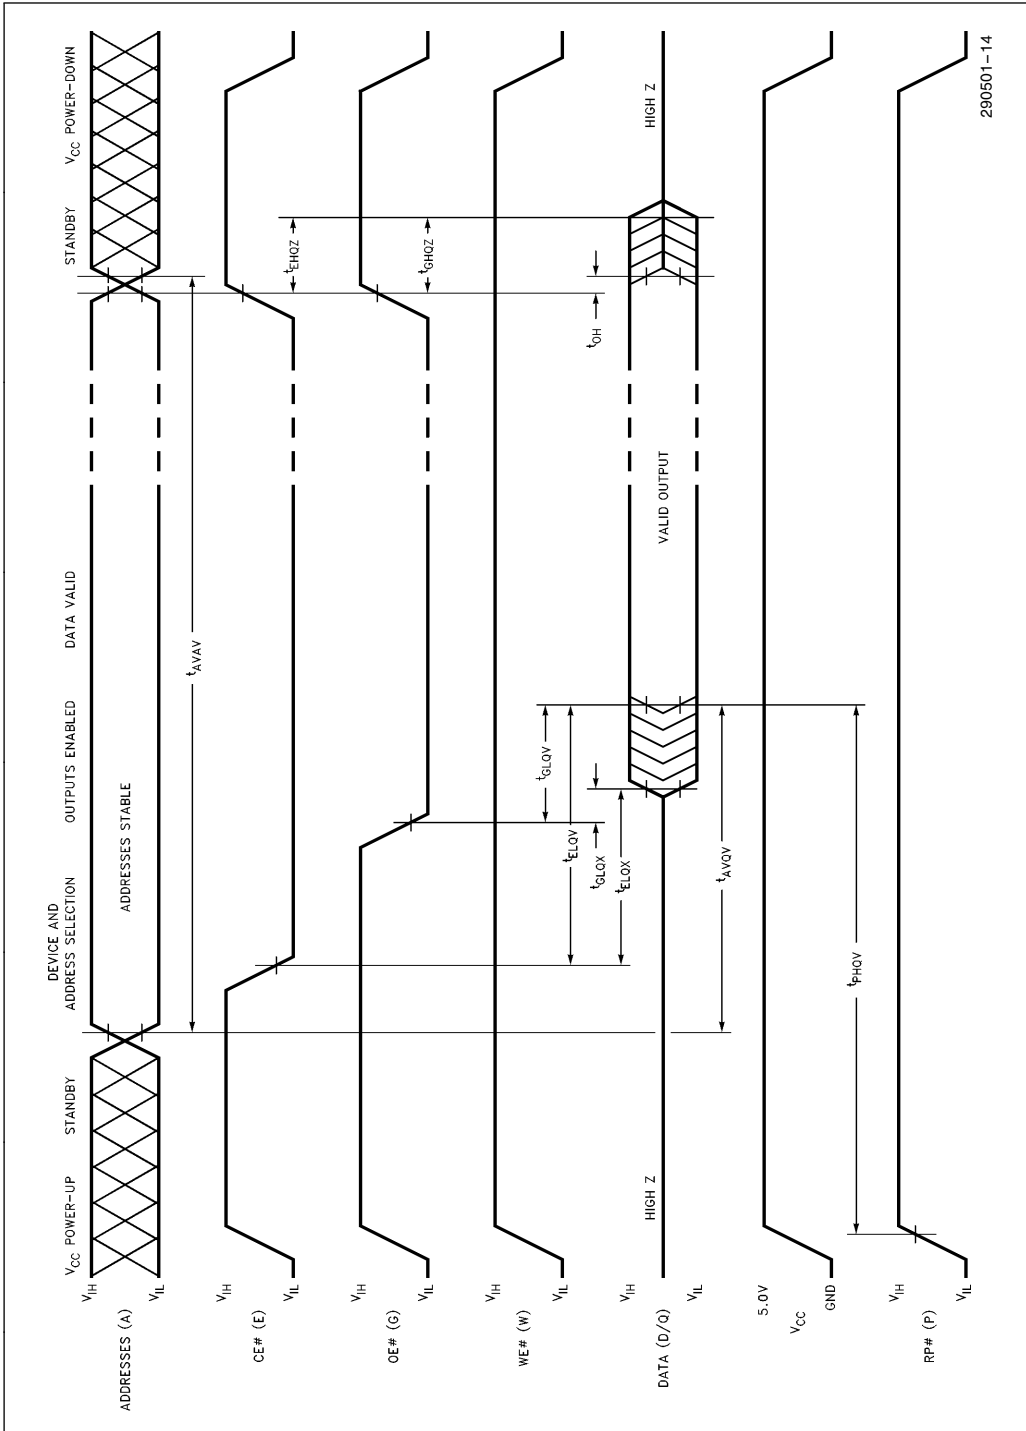 VCC POWER-UP
STANDBY
DEVICE AND
ADDRESS SELECTION
OUTPUTS ENABLED
DATA VALID
STANDBY
VCC POWER-DOWN
ADDRESSES (A)
VIH
VIL
ADDRESSES STABLE
tAVAV
CE# (E)
VIH
VIL
tEHQZ
OE# (G)
VIH
VIL
tGHQZ
WE# (W)
VIH
VIL
tGLQV
tELQV
tGLQX
tELQX
tOH
DATA (D/Q)
VIH
VIL
HIGH Z
VALID OUTPUT
HIGH Z
tAVQV
5.0V
VCC
GND
tPHQV
RP# (P)
VIH
VIL
290501-14